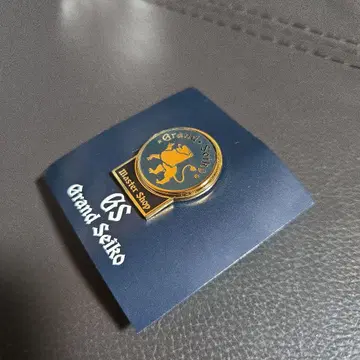 Grand Seiko
Master Shop
GS
Grand Seiko